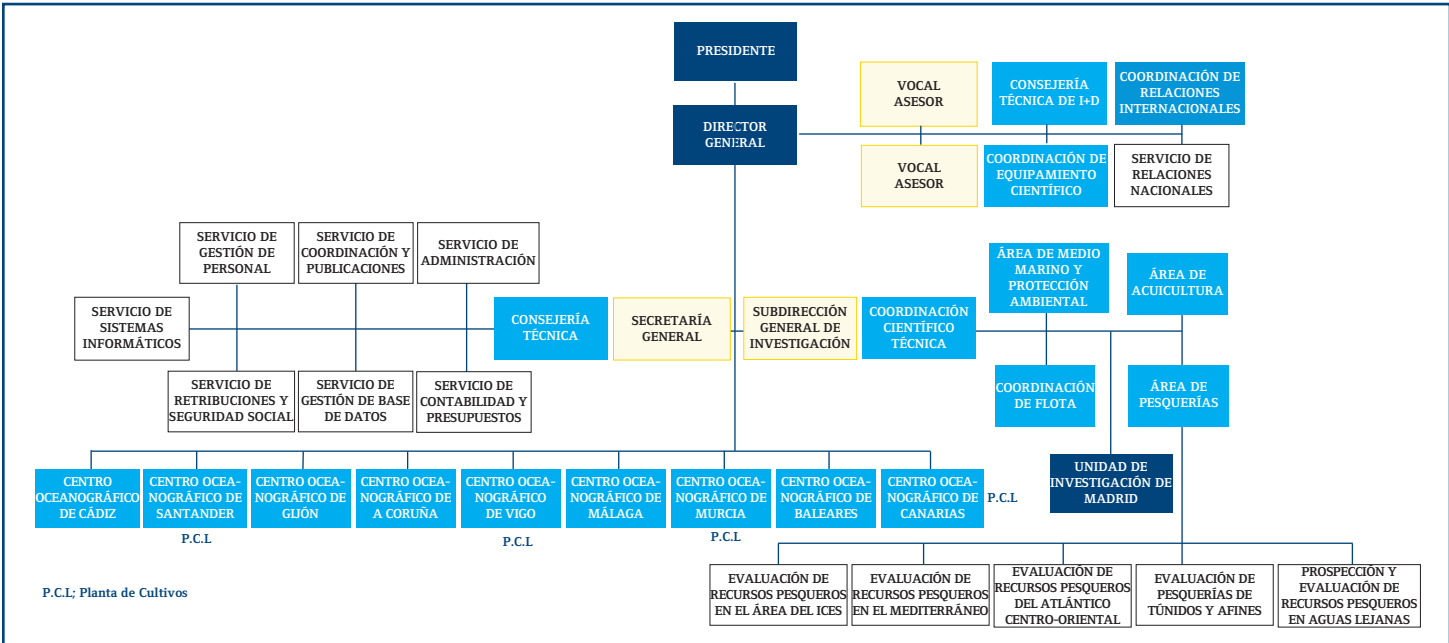 PRESIDENTE
DIRECTOR
GENERAL
VOCAL
ASESOR
CONSEJERÍA
TÉCNICA DE I+D
COORDINACIÓN DE
RELACIONES
INTERNACIONALES
VOCAL
ASESOR
COORDINACIÓN DE
EQUIPAMIENTO
CIENTÍFICO
SERVICIO DE
RELACIONES
NACIONALES
SERVICIO DE
GESTIÓN DE
PERSONAL
SERVICIO DE
COORDINACIÓN Y
PUBLICACIONES
SERVICIO DE
ADMINISTRACIÓN
SERVICIO DE
SISTEMAS
INFORMÁTICOS
CONSEJERÍA
TÉCNICA
SECRETARÍA
GENERAL
SUBDIRECCIÓN
GENERAL DE
INVESTIGACIÓN
COORDINACIÓN
CIENTÍFICO
TÉCNICA
ÁREA DE MEDIO
MARINO Y
PROTECCIÓN
AMBIENTAL
ÁREA DE
ACUICULTURA
SERVICIO DE
RETRIBUCIONES Y
SEGURIDAD SOCIAL
SERVICIO DE
GESTIÓN DE BASE
DE DATOS
SERVICIO DE
CONTABILIDAD Y
PRESUPUESTOS
COORDINACIÓN
DE FLOTA
ÁREA DE
PESQUERÍAS
CENTRO
OCEANOGRÁFICO
DE CÁDIZ
CENTRO OCEA-
NOGRÁFICO DE
SANTANDER
P.C.L
CENTRO OCEA-
NOGRÁFICO DE
GIJÓN
CENTRO OCEA-
NOGRÁFICO DE
A CORUÑA
CENTRO OCEA-
NOGRÁFICO
DE VIGO
P.C.L
CENTRO OCEA-
NOGRÁFICO DE
MÁLAGA
CENTRO OCEA-
NOGRÁFICO DE
MURCIA
P.C.L
CENTRO OCEA-
NOGRÁFICO DE
BALEARES
CENTRO OCEA-
NOGRÁFICO DE
CANARIAS
P.C.L
UNIDAD DE
INVESTIGACIÓN DE
MADRID
EVALUACIÓN DE
RECURSOS PESQUEROS
EN EL ÁREA DEL ICES
EVALUACIÓN DE
RECURSOS PESQUEROS
EN EL MEDITERRÁNEO
EVALUACIÓN DE
RECURSOS PESQUEROS
DEL ATLÁNTICO
CENTRO-ORIENTAL
EVALUACIÓN DE
PESQUERÍAS DE
TÚNIDOS Y AFINES
PROSPECCIÓN Y
EVALUACIÓN DE
RECURSOS PESQUEROS
EN AGUAS LEJANAS
P.C.L; Planta de Cultivos